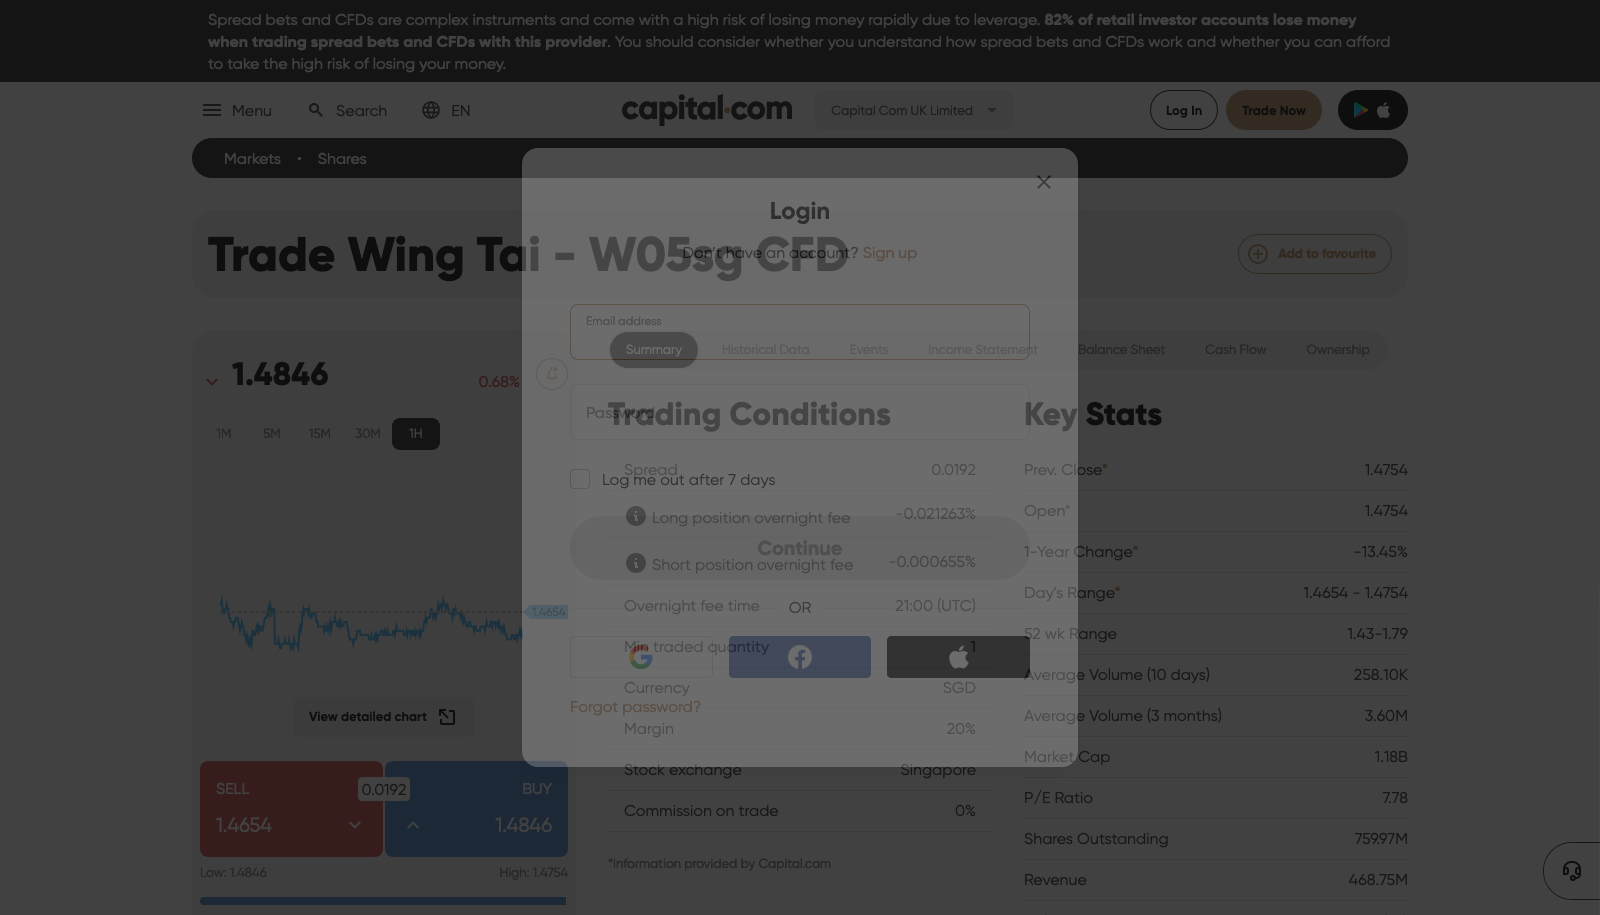 Spread bets and CFDs are complex instruments and come with a high risk of losing money rapidly due to leverage. 82% of retail investor accounts lose money
when trading spread bets and CFDs with this provider. You should consider whether you understand how spread bets and CFDs work and whether you can afford
to take the high risk of losing your money.
Menu
Search
EN
capital.com
Capital Com UK Limited
Log In
Trade Now
Markets • Shares
Login
Don't have an account? Sign up
Email address
Password
Log me out after 7 days
Continue
OR
Forgot password?
Trade Wing Tai - W05sg CFD
Add to favourite
1.4846
0.68%
1M
5M
15M
30M
1H
1.4654
View detailed chart
SELL
1.4654
0.0192
BUY
1.4846
Low: 1.4846
High: 1.4754
Summary
Historical Data
Events
Income Statement
Balance Sheet
Cash Flow
Ownership
Trading Conditions
Spread 0.0192
Long position overnight fee -0.021263%
Short position overnight fee -0.000655%
Overnight fee time 21:00 (UTC)
Min traded quantity 1
Currency SGD
Margin 20%
Stock exchange Singapore
Commission on trade 0%
*Information provided by Capital.com
Key Stats
Prev. Close* 1.4754
Open* 1.4754
1-Year Change* -13.45%
Day's Range* 1.4654 - 1.4754
52 wk Range 1.43-1.79
Average Volume (10 days) 258.10K
Average Volume (3 months) 3.60M
Market Cap 1.18B
P/E Ratio 7.78
Shares Outstanding 759.97M
Revenue 468.75M